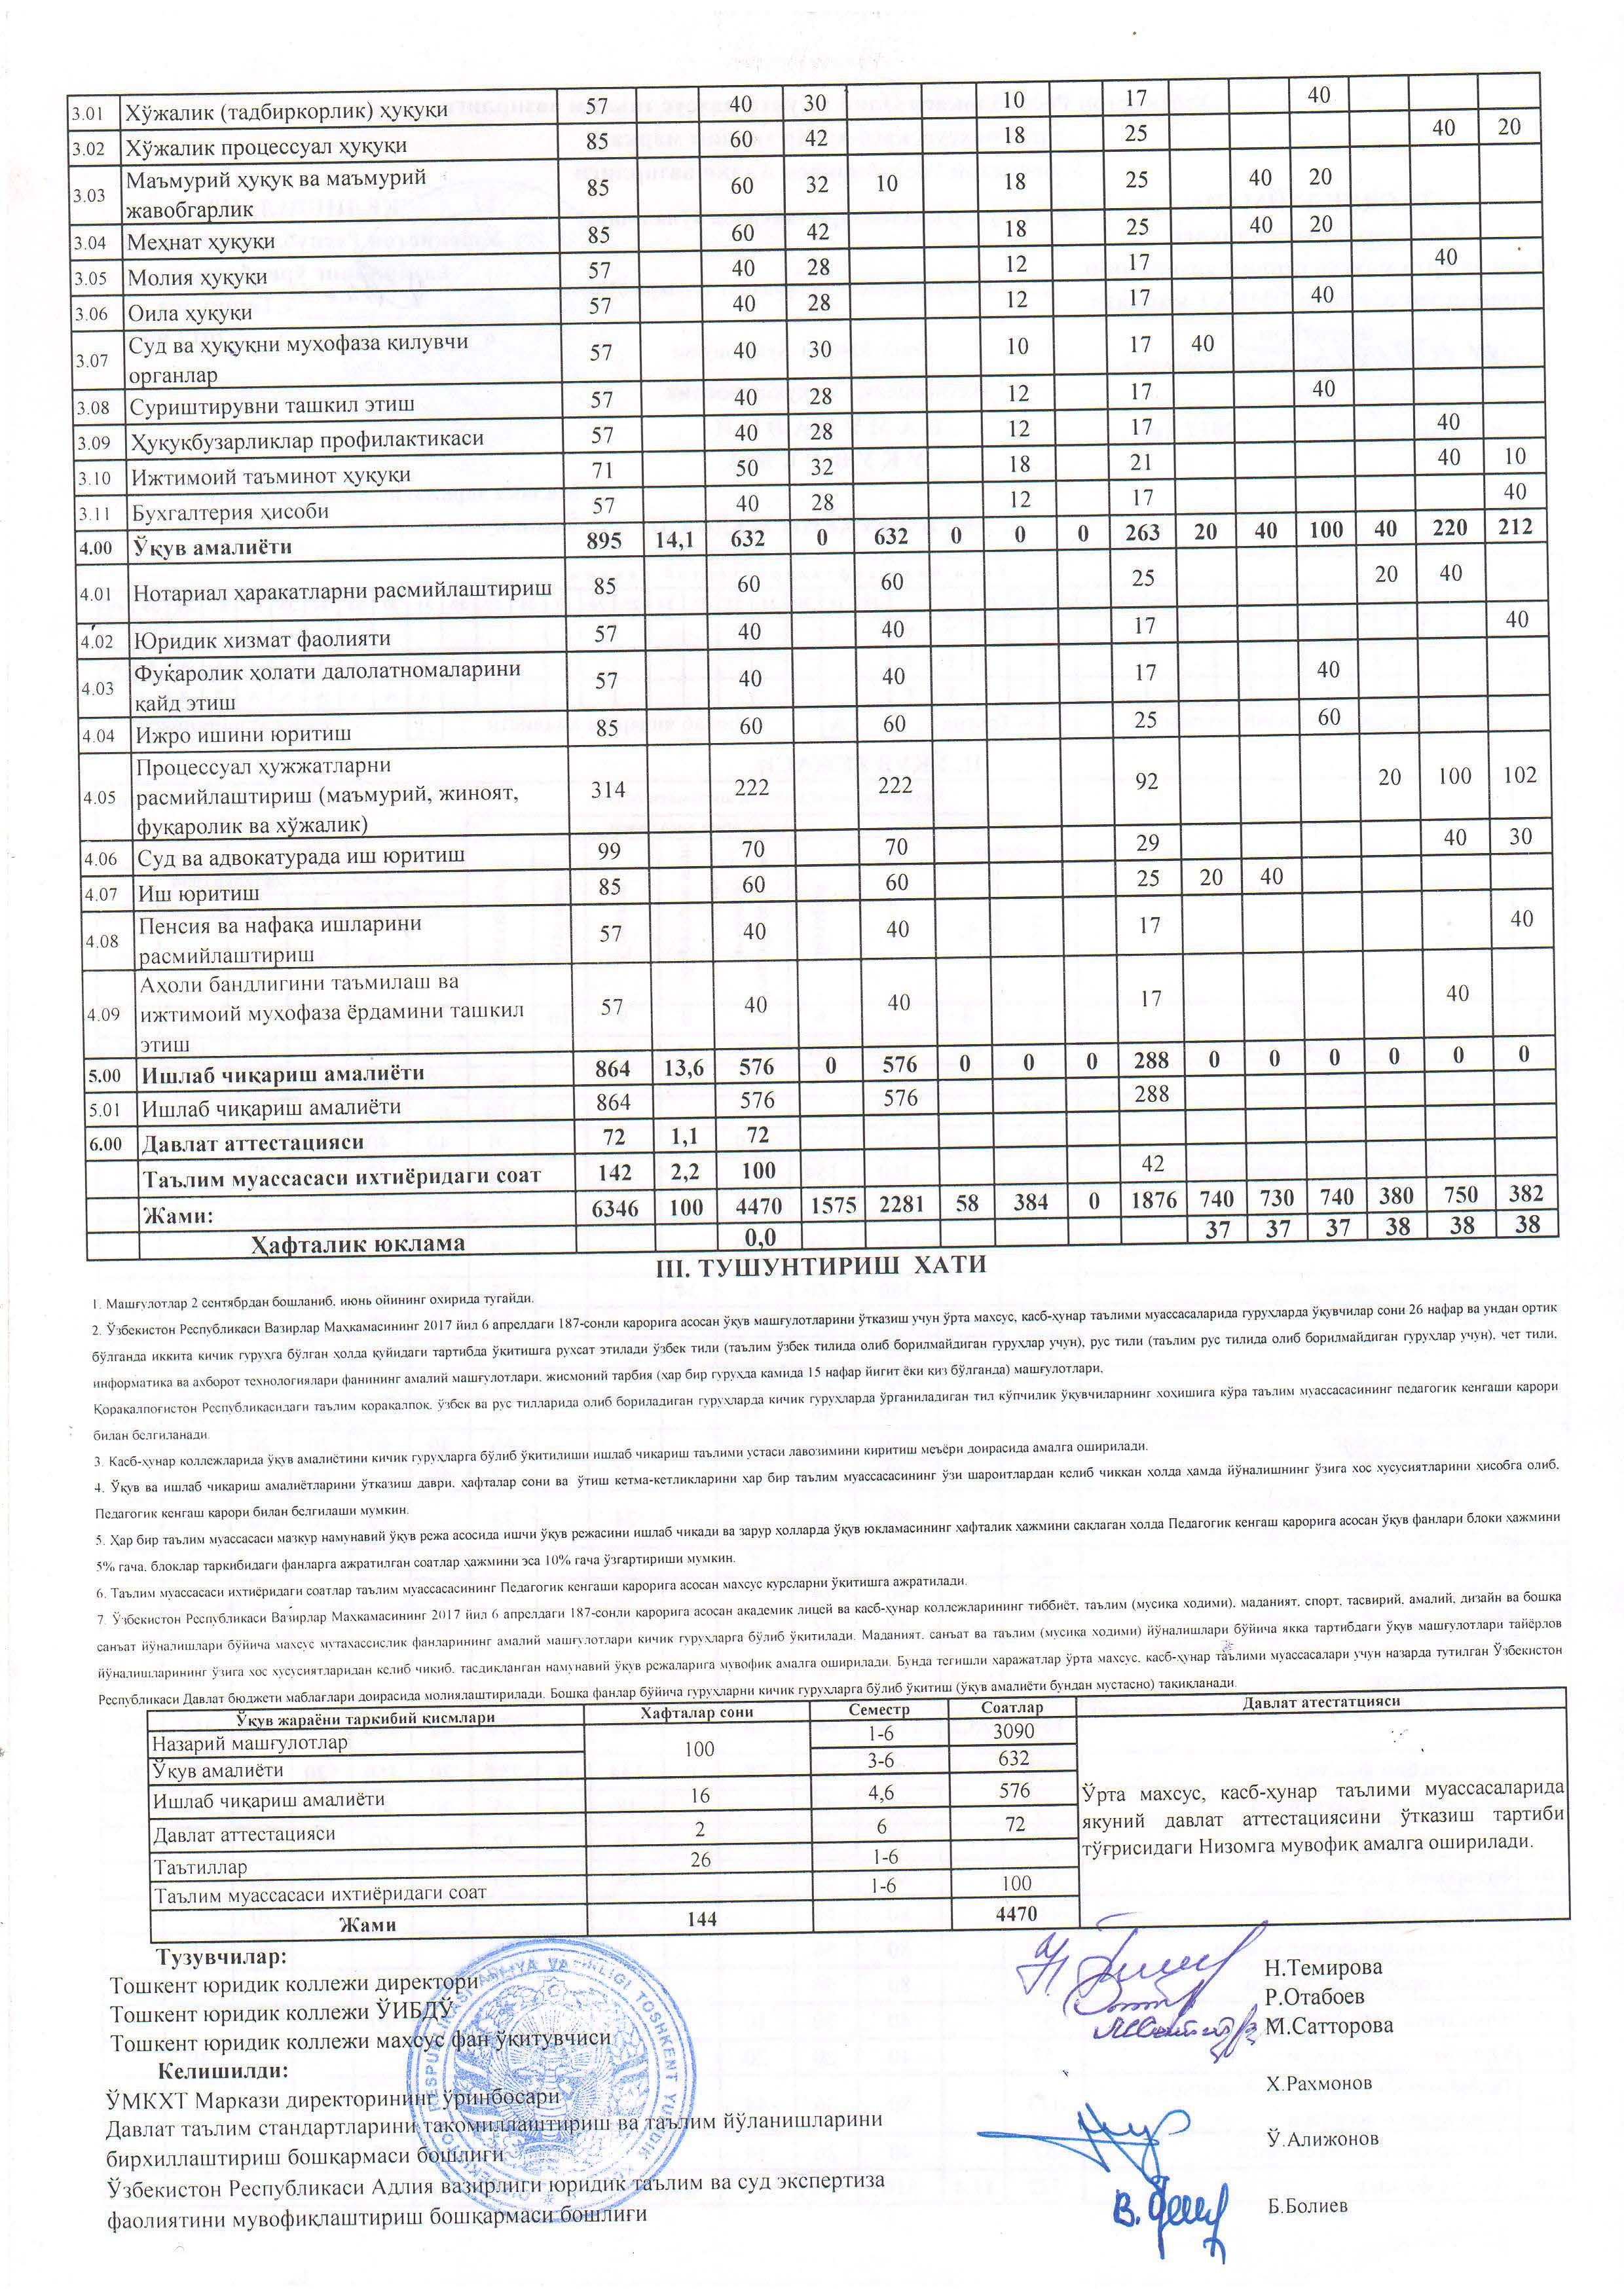 3.01 Хўжалик (тадбиркорлик) ҳуқуқи 57 40 30 10 17 40
3.02 Хўжалик процессуал ҳуқуқи 85 60 42 18 25 40 20
3.03 Маъмурий ҳуқуқ ва маъмурий жавобгарлик 85 60 32 10 18 25 40 20
3.04 Меҳнат ҳуқуқи 85 60 42 18 25 40 20
3.05 Молия ҳуқуқи 57 40 28 12 17 40
3.06 Оила ҳуқуқи 57 40 28 12 17 40
3.07 Суд ва ҳуқуқни муҳофаза қилувчи органлар 57 40 30 10 17 40
3.08 Суриштирувни ташкил этиш 57 40 28 12 17 40
3.09 Ҳуқуқбузарликлар профилактикаси 57 40 28 12 17 40
3.10 Ижтимоий таъминот ҳуқуқи 71 50 32 18 21 40 10
3.11 Бухгалтерия ҳисоби 57 40 28 12 17 40
4.00 Ўқув амалиёти 895 14,1 632 0 632 0 0 0 263 20 40 100 40 220 212
4.01 Нотариал ҳаракатларни расмийлаштириш 85 60 60 25 20 40
4.02 Юридик хизмат фаолияти 57 40 40 17 40
4.03 Фуқаролик ҳолати далолатномаларини қайд этиш 57 40 40 17 40
4.04 Ижро ишини юритиш 85 60 60 25 60
4.05 Процессуал ҳужжатларни расмийлаштириш (маъмурий, жиноят, фуқаролик ва хўжалик) 314 222 222 92 20 100 102
4.06 Суд ва адвокатурада иш юритиш 99 70 70 29 40 30
4.07 Иш юритиш 85 60 60 25 20 40
4.08 Пенсия ва нафақа ишларини расмийлаштириш 57 40 40 17 40
4.09 Аҳоли бандлигини таъмилаш ва ижтимоий муҳофаза ёрдамини ташкил этиш 57 40 40 17 40
5.00 Ишлаб чиқариш амалиёти 864 13,6 576 0 576 0 0 0 288 0 0 0 0 0 0
5.01 Ишлаб чиқариш амалиёти 864 576 576 288
6.00 Давлат аттестацияси 72 1,1 72
Таълим муассасаси ихтиёридаги соат 142 2,2 100 42
Жами: 6346 100 4470 1575 2281 58 384 0 1876 740 730 740 380 750 382
Ҳафталик юклама 0,0 37 37 37 38 38 38
III. ТУШУНТИРИШ ХАТИ
1. Машғулотлар 2 сентябрдан бошланиб, июнь ойининг охирида тугайди.
2. Ўзбекистон Республикаси Вазирлар Маҳкамасининг 2017 йил 6 апрелдаги 187-сонли қарорига асосан ўқув машғулотларини ўтказиш учун ўрта махсус, касб-ҳунар таълими муассасаларида гуруҳларда ўқувчилар сони 26 нафар ва ундан ортиқ
бўлганда иккита кичик гуруҳга бўлган ҳолда қуйидаги тартибда ўқитишга рухсат этилади ўзбек тили (таълим ўзбек тилида олиб борилмайдиган гуруҳлар учун), рус тили (таълим рус тилида олиб борилмайдиган гуруҳлар учун), чет тили,
информатика ва ахборот технологиялари фанининг амалий машғулотлари, жисмоний тарбия (ҳар бир гуруҳда камида 15 нафар йигит ёки қиз бўлганда) машғулотлари,
Қорақалпоғистон Республикасидаги таълим қорақалпоқ, ўзбек ва рус тилларида олиб бориладиган гуруҳларда кичик гуруҳларда ўрганиладиган тил кўпчилик ўқувчиларнинг хоҳишига кўра таълим муассасасининг педагогик кенгаши қарори
билан белгиланади.
3. Касб-ҳунар коллежларида ўқув амалиётини кичик гуруҳларга бўлиб ўқитилиши ишлаб чиқариш таълими устаси лавозимини киритиш меъёри доирасида амалга оширилади.
4. Ўқув ва ишлаб чиқариш амалиётларини ўтказиш даври, ҳафталар сони ва ўтиш кетма-кетликларини ҳар бир таълим муассасасининг ўзи шароитлардан келиб чиққан ҳолда ҳамда йўналишнинг ўзига хос хусусиятларини ҳисобга олиб,
Педагогик кенгаш қарори билан белгилаши мумкин.
5. Ҳар бир таълим муассасаси мазкур намунавий ўқув режа асосида ишчи ўқув режасини ишлаб чиқади ва зарур ҳолларда ўқув юкламасининг ҳафталик ҳажмини сақлаган ҳолда Педагогик кенгаш қарорига асосан ўқув фанлари блоки ҳажмини
5% гача, блоклар таркибидаги фанларга ажратилган соатлар ҳажмини эса 10% гача ўзгартириши мумкин.
6. Таълим муассасаси ихтиёридаги соатлар таълим муассасасининг Педагогик кенгаши қарорига асосан махсус курсларни ўқитишга ажратилади.
7. Ўзбекистон Республикаси Вазирлар Маҳкамасининг 2017 йил 6 апрелдаги 187-сонли қарорига асосан академик лицей ва касб-ҳунар коллежларининг тиббиёт, таълим (мусиқа ходими), маданият, спорт, тасвирий, амалий, дизайн ва бошқа
санъат йўналишлари бўйича махсус мутахассислик фанларининг амалий машғулотлари кичик гуруҳларга бўлиб ўқитилади. Маданият, санъат ва таълим (мусиқа ходими) йўналишлари бўйича якка тартибдаги ўқув машғулотлари тайёрлов
йўналишларининг ўзига хос хусусиятларидан келиб чиқиб, тасдиқланган намунавий ўқув режаларига мувофиқ амалга оширилади. Бунда тегишли харажатлар ўрта махсус, касб-ҳунар таълими муассасалари учун назарда тутилган Ўзбекистон
Республикаси Давлат бюджети маблағлари доирасида молиялаштирилади. Бошқа фанлар бўйича гуруҳларни кичик гуруҳларга бўлиб ўқитиш (ўқув амалиёти бундан мустасно) тақиқланади.
Ўқув жараёни таркибий қисмлари Хафталар сони Семестр Соатлар Давлат атестатцияси
Назарий машғулотлар 100 1-6 3090
Ўқув амалиёти 3-6 632
Ишлаб чиқариш амалиёти 16 4,6 576
Давлат аттестацияси 2 6 72
Таътиллар 26 1-6
Таълим муассасаси ихтиёридаги соат 1-6 100
Жами 144 4470
Ўрта махсус, касб-ҳунар таълими муассасаларида
якуний давлат аттестациясини ўтказиш тартиби
тўғрисидаги Низомга мувофиқ амалга оширилади.
Тузувчилар:
Тошкент юридик коллежи директори Н.Темирова
Тошкент юридик коллежи ЎИБДЎ Р.Отабоев
Тошкент юридик коллежи махсус фан ўқитувчиси М.Сатторова
Келишилди:
ЎМКХТ Маркази директорининг ўринбосари Х.Рахмонов
Давлат таълим стандартларини такомиллаштириш ва таълим йўланишларини
бирхиллаштириш бошқармаси бошлиғи Ў.Алижонов
Ўзбекистон Республикаси Адлия вазирлиги юридик таълим ва суд экспертиза
фаолиятини мувофиқлаштириш бошқармаси бошлиғи Б.Болиев